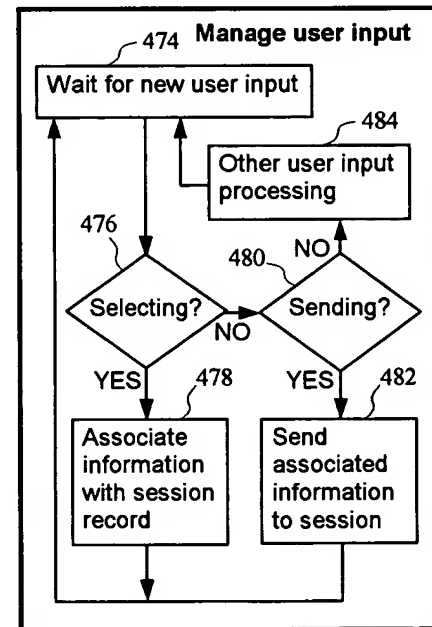 474
Manage user input
Wait for new user input
484
Other user input
processing
476
480
NO
Selecting?
NO
Sending?
YES
478
YES
482
Associate
information
with session
record
Send
associated
information
to session